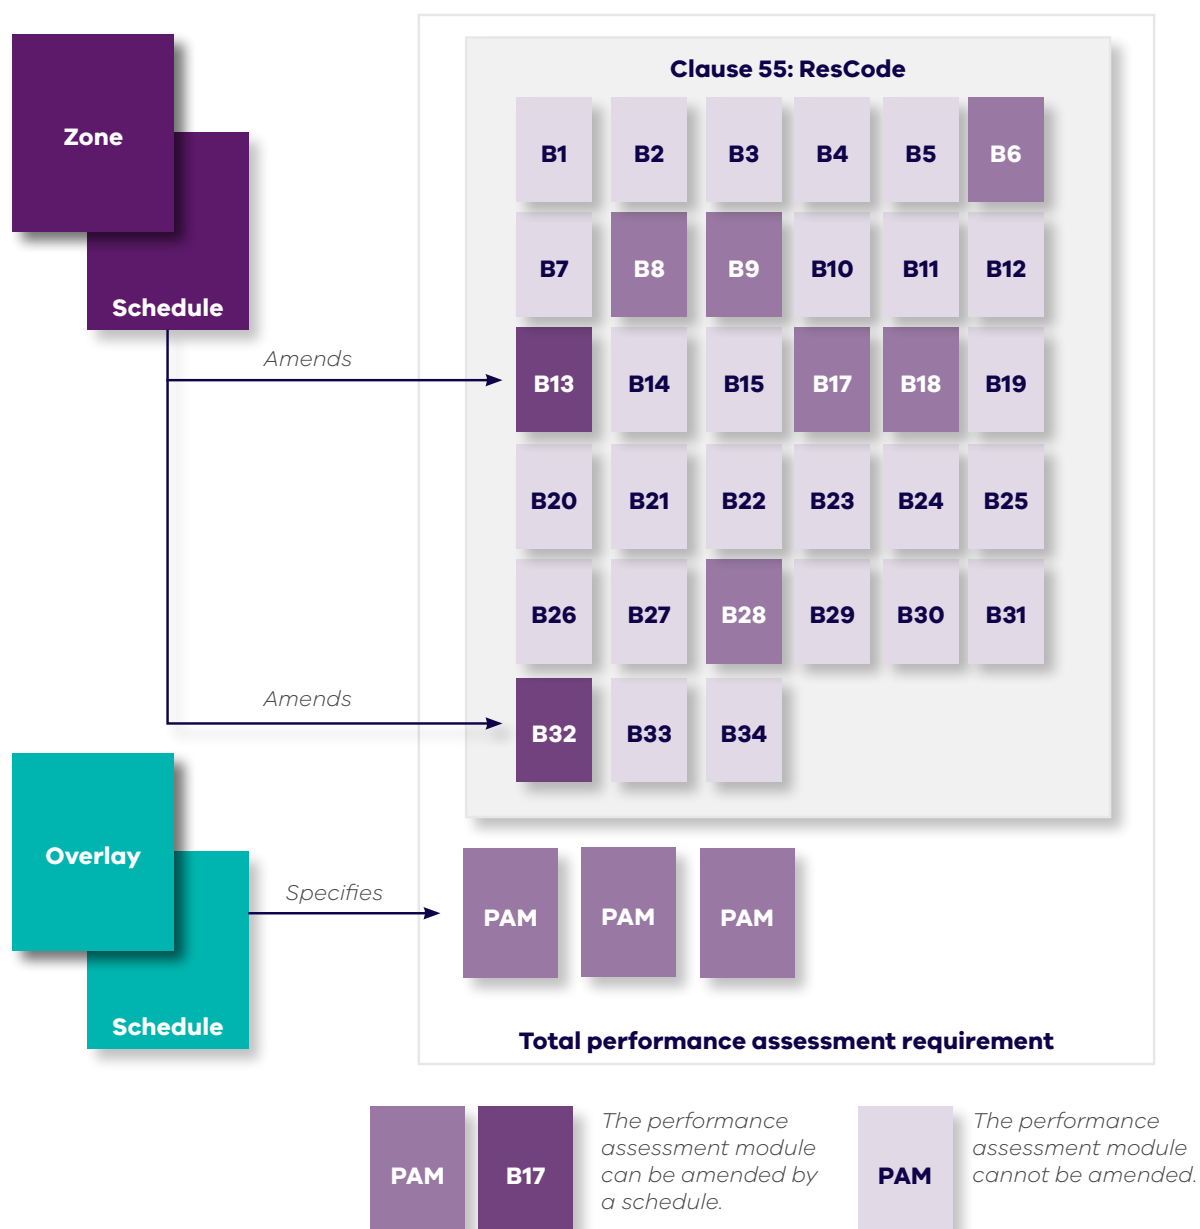 Clause 55: ResCode
Zone
Schedule
B1 B2 B3 B4 B5 B6
B7 B8 B9 B10 B11 B12
Amends
B13 B14 B15 B17 B18 B19
B20 B21 B22 B23 B24 B25
B26 B27 B28 B29 B30 B31
Amends
B32 B33 B34
Overlay
Schedule
Specifies
PAM PAM PAM
Total performance assessment requirement
PAM B17
The performance
assessment module
can be amended by
a schedule.
PAM
The performance
assessment module
cannot be amended.